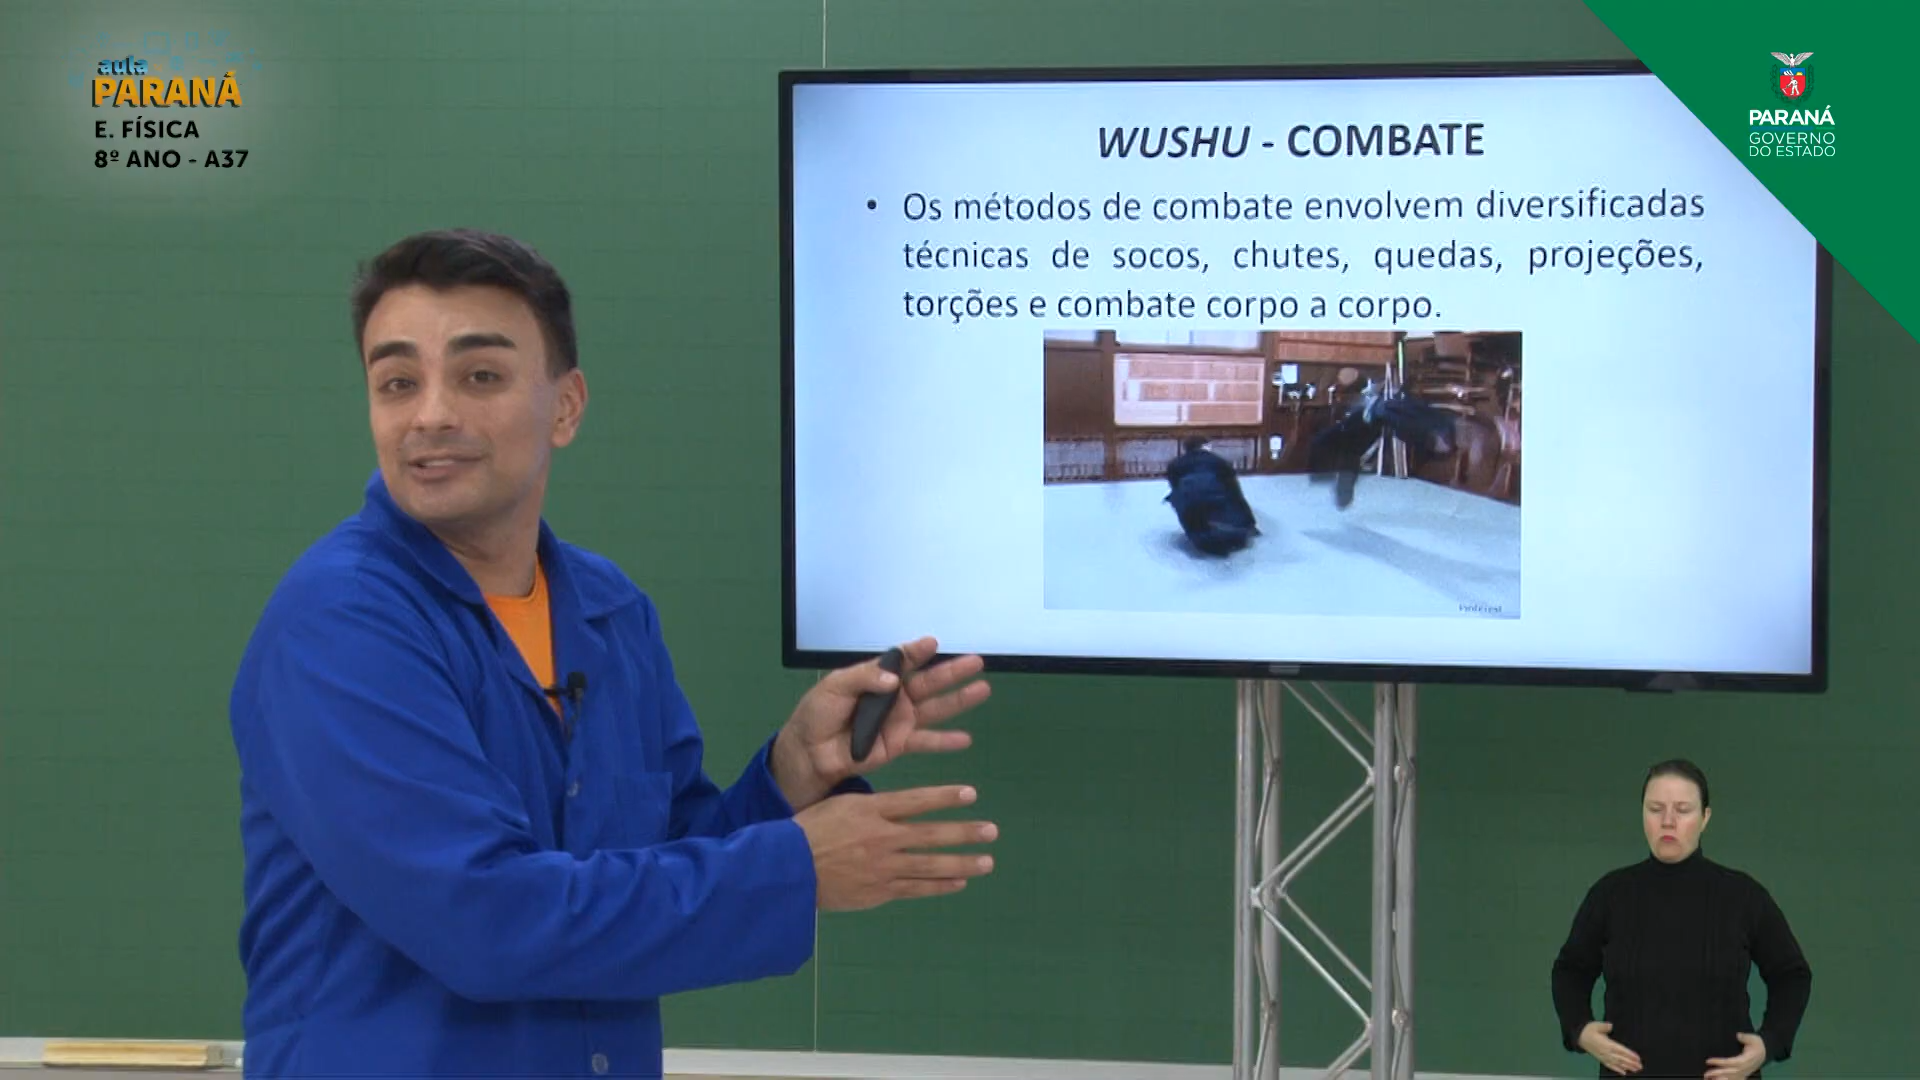 aula
PARANÁ
E. FÍSICA
8º ANO - A37
WUSHU - COMBATE
• Os métodos de combate envolvem diversificadas
técnicas de socos, chutes, quedas, projeções,
torções e combate corpo a corpo.
Pinterest
PARANÁ
GOVERNO
DO ESTADO